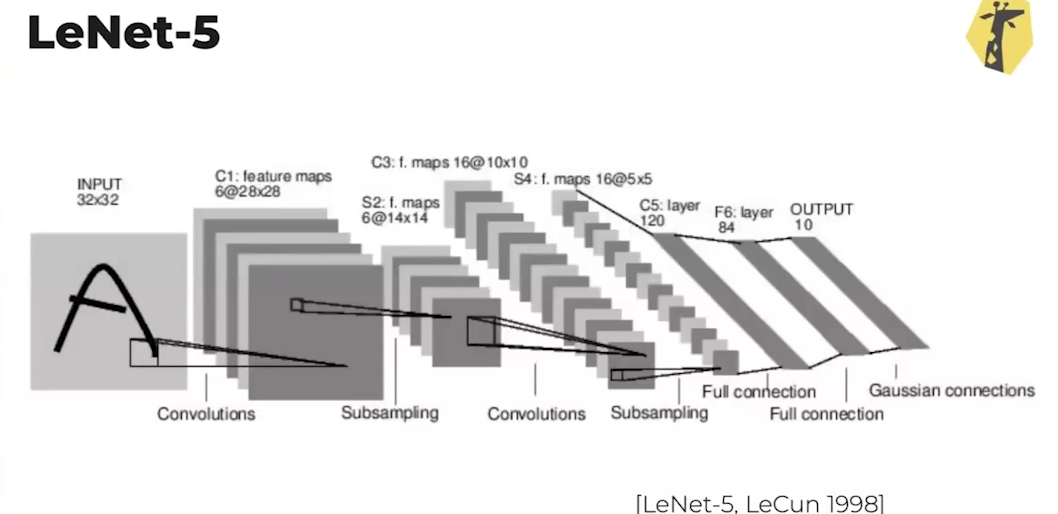 LeNet-5
INPUT
32x32
C1: feature maps
6@28x28
S2: f. maps
6@14x14
C3: f. maps 16@10x10
S4: f. maps 16@5x5
C5: layer
120
F6: layer
84
OUTPUT
10
Convolutions
Subsampling
Convolutions
Subsampling
Full connection
Full connection
Gaussian connections
[LeNet-5, LeCun 1998]